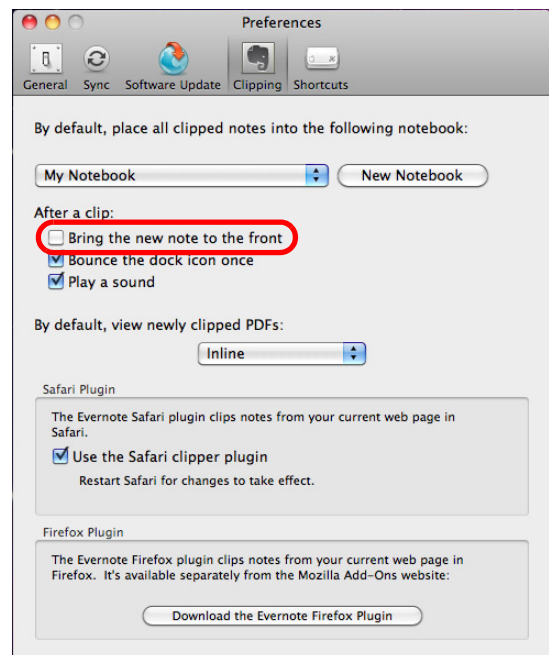 Preferences
General Sync Software Update Clipping Shortcuts
By default, place all clipped notes into the following notebook:
My Notebook New Notebook
After a clip:
Bring the new note to the front
Bounce the dock icon once
Play a sound
By default, view newly clipped PDFs:
Inline
Safari Plugin
The Evernote Safari plugin clips notes from your current web page in
Safari.
Use the Safari clipper plugin
Restart Safari for changes to take effect.
Firefox Plugin
The Evernote Firefox plugin clips notes from your current web page in
Firefox. It's available separately from the Mozilla Add-Ons website:
Download the Evernote Firefox Plugin